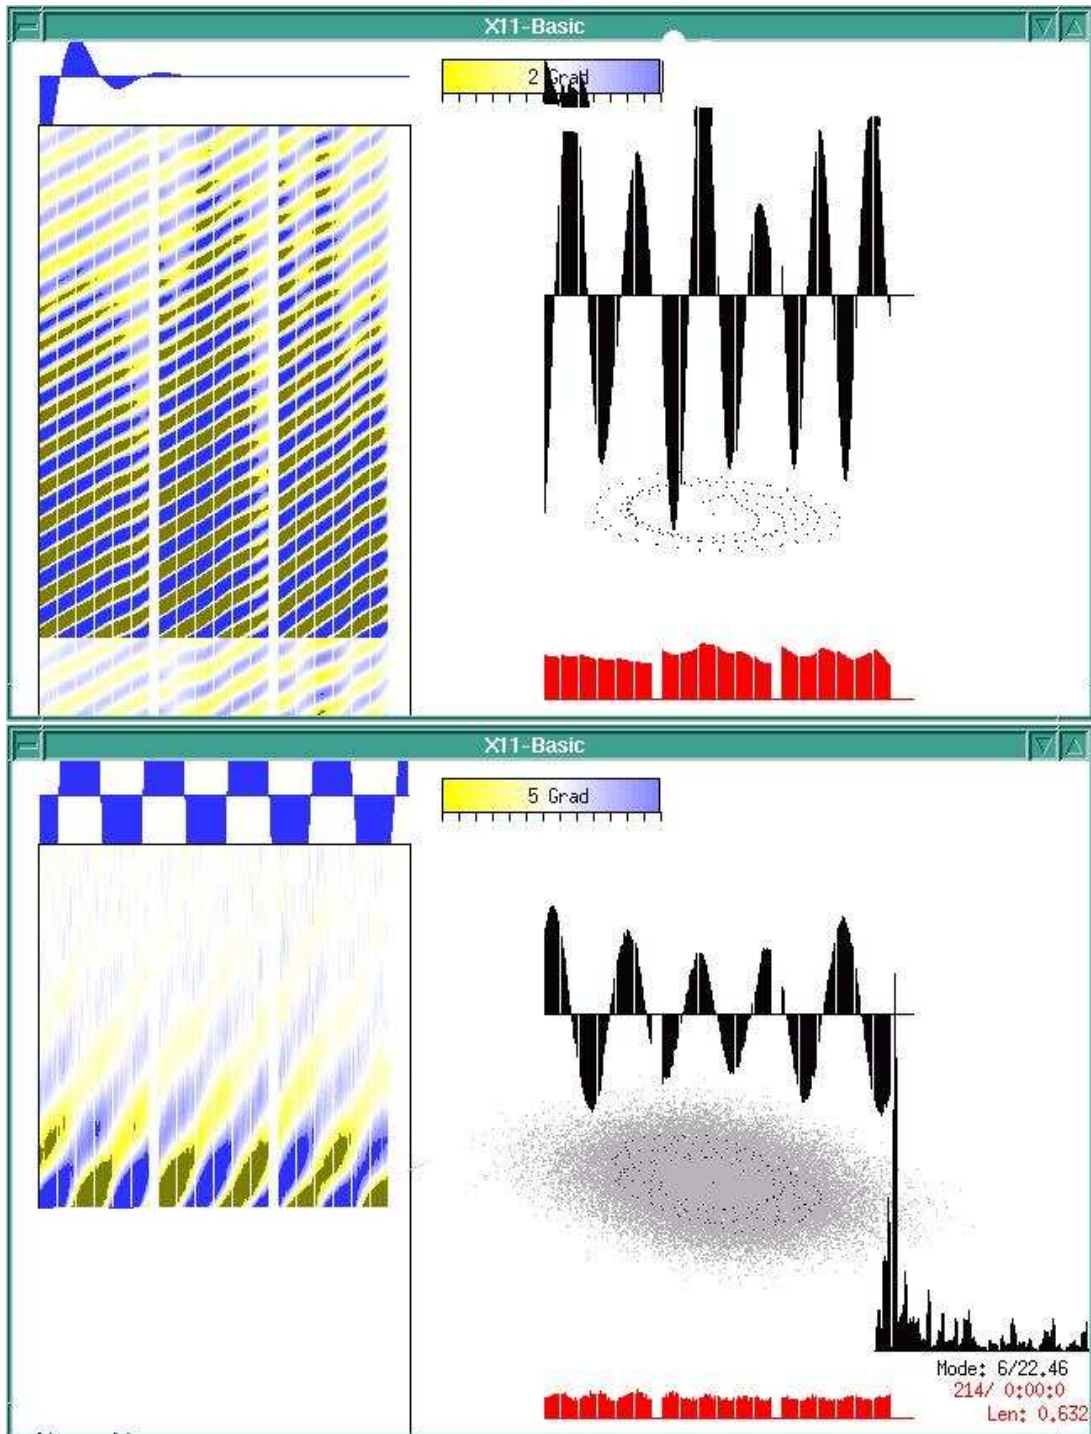 X11-Basic
2 Grad
X11-Basic
5 Grad
Mode: 6/22.46
214/ 0:00:0
Len: 0.632